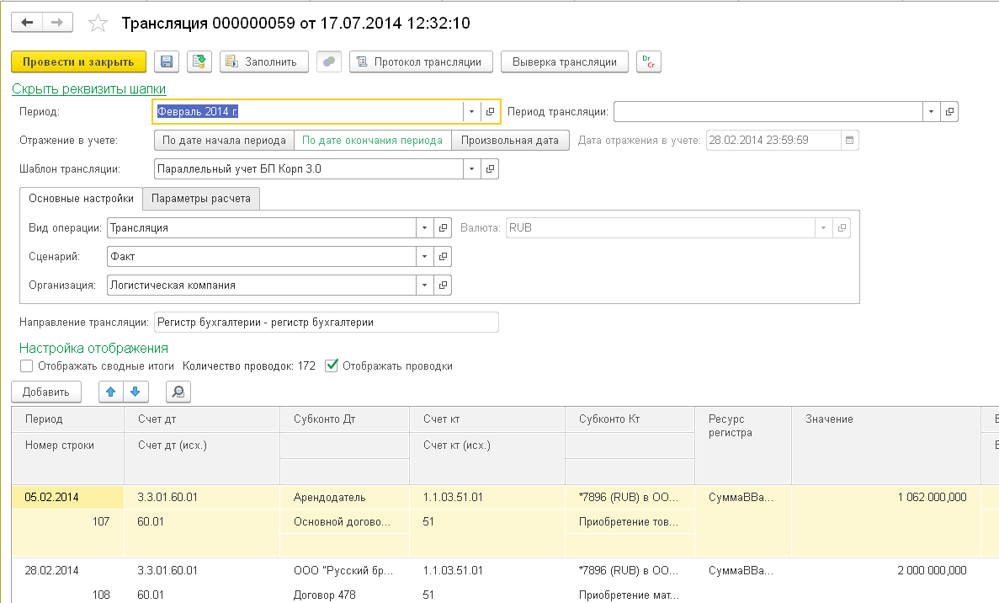 Трансляция 000000059 от 17.07.2014 12:32:10
Провести и закрыть Заполнить Протокол трансляции Выверка трансляции Dr Cr
Скрыть реквизиты шапки
Период: Февраль 2014 г. Период трансляции:
Отражение в учете: По дате начала периода По дате окончания периода Произвольная дата Дата отражения в учете: 28.02.2014 23:59:59
Шаблон трансляции: Параллельный учет БП Корп 3.0
Основные настройки Параметры расчета
Вид операции: Трансляция Валюта: RUB
Сценарий: Факт
Организация: Логистическая компания
Направление трансляции: Регистр бухгалтерии - регистр бухгалтерии
Настройка отображения
Отображать сводные итоги Количество проводок: 172 Отображать проводки
Добавить
Период Счет дт Субконто Дт Счет кт Субконто Кт Ресурс регистра Значение
Номер строки Счет дт (исх.) Счет кт (исх.)
05.02.2014 3.3.01.60.01 Арендодатель 1.1.03.51.01 *7896 (RUB) в ОО... СуммаВВа... 1 062 000,000
107 60.01 Основной догово... 51 Приобретение тов...
28.02.2014 3.3.01.60.01 ООО "Русский бр... 1.1.03.51.01 *7896 (RUB) в ОО... СуммаВВа... 2 000 000,000
108 60.01 Договор 478 51 Приобретение мат...